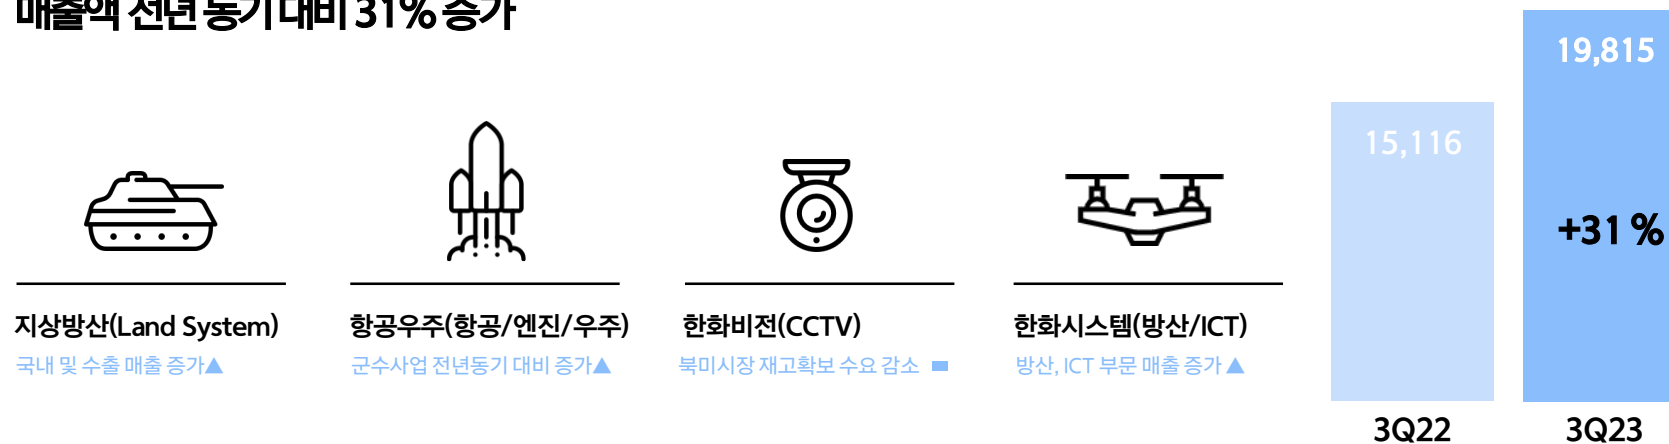 매출액 전년 동기 대비 31% 증가
지상방산(Land System)
국내 및 수출 매출 증가▲
항공우주(항공/엔진/우주)
군수사업 전년동기 대비 증가▲
한화비전(CCTV)
북미시장 재고확보 수요 감소 ■
한화시스템(방산/ICT)
방산, ICT 부문 매출 증가 ▲
15,116
3Q22
19,815
+31 %
3Q23